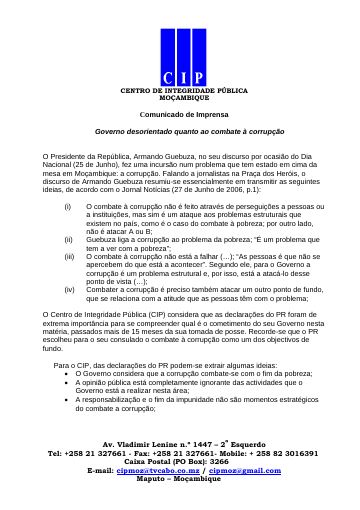 CIP
CENTRO DE INTEGRIDADE PÚBLICA
MOÇAMBIQUE
Comunicado de Imprensa
Governo desorientado quanto ao combate à corrupção
O Presidente da República, Armando Guebuza, no seu discurso por ocasião do Dia
Nacional (25 de Junho), fez uma incursão num problema que tem estado em cima da
mesa em Moçambique: a corrupção. Falando a jornalistas na Praça dos Heróis, o
discurso de Armando Guebuza resumiu-se essencialmente em transmitir as seguintes
ideias, de acordo com o Jornal Notícias (27 de Junho de 2006, p.1):
(i) O combate à corrupção não é feito através de perseguições a pessoas ou
a instituições, mas sim é um ataque aos problemas estruturais que
existem no país, como é o caso do combate à pobreza; por outro lado,
não é atacar A ou B;
(ii) Guebuza liga a corrupção ao problema da pobreza; “É um problema que
tem a ver com a pobreza”;
(iii) O combate à corrupção não está a falhar (…); “As pessoas é que não se
apercebem do que está a acontecer”. Segundo ele, para o Governo a
corrupção é um problema estrutural e, por isso, está a atacá-lo desse
ponto de vista (…);
(iv) Combater a corrupção é preciso também atacar um outro ponto de fundo,
que se relaciona com a atitude que as pessoas têm com o problema;
O Centro de Integridade Pública (CIP) considera que as declarações do PR foram de
extrema importância para se compreender qual é o cometimento do seu Governo nesta
matéria, passados mais de 15 meses da sua tomada de posse. Recorde-se que o PR
escolheu para o seu consulado o combate à corrupção como um dos objectivos de
fundo.
Para o CIP, das declarações do PR podem-se extrair algumas ideias:
• O Governo considera que a corrupção combate-se com o fim da pobreza;
• A opinião pública está completamente ignorante das actividades que o
Governo está a realizar nesta área;
• A responsabilização e o fim da impunidade não são momentos estratégicos
do combate a corrupção;
Av. Vladimir Lenine n.º 1447 – 2º Esquerdo
Tel: +258 21 327661 - Fax: +258 21 327661- Mobile: + 258 82 3016391
Caixa Postal (PO Box): 3266
E-mail: cipmoz@tvcabo.co.mz / cipmoz@gmail.com
Maputo – Moçambique